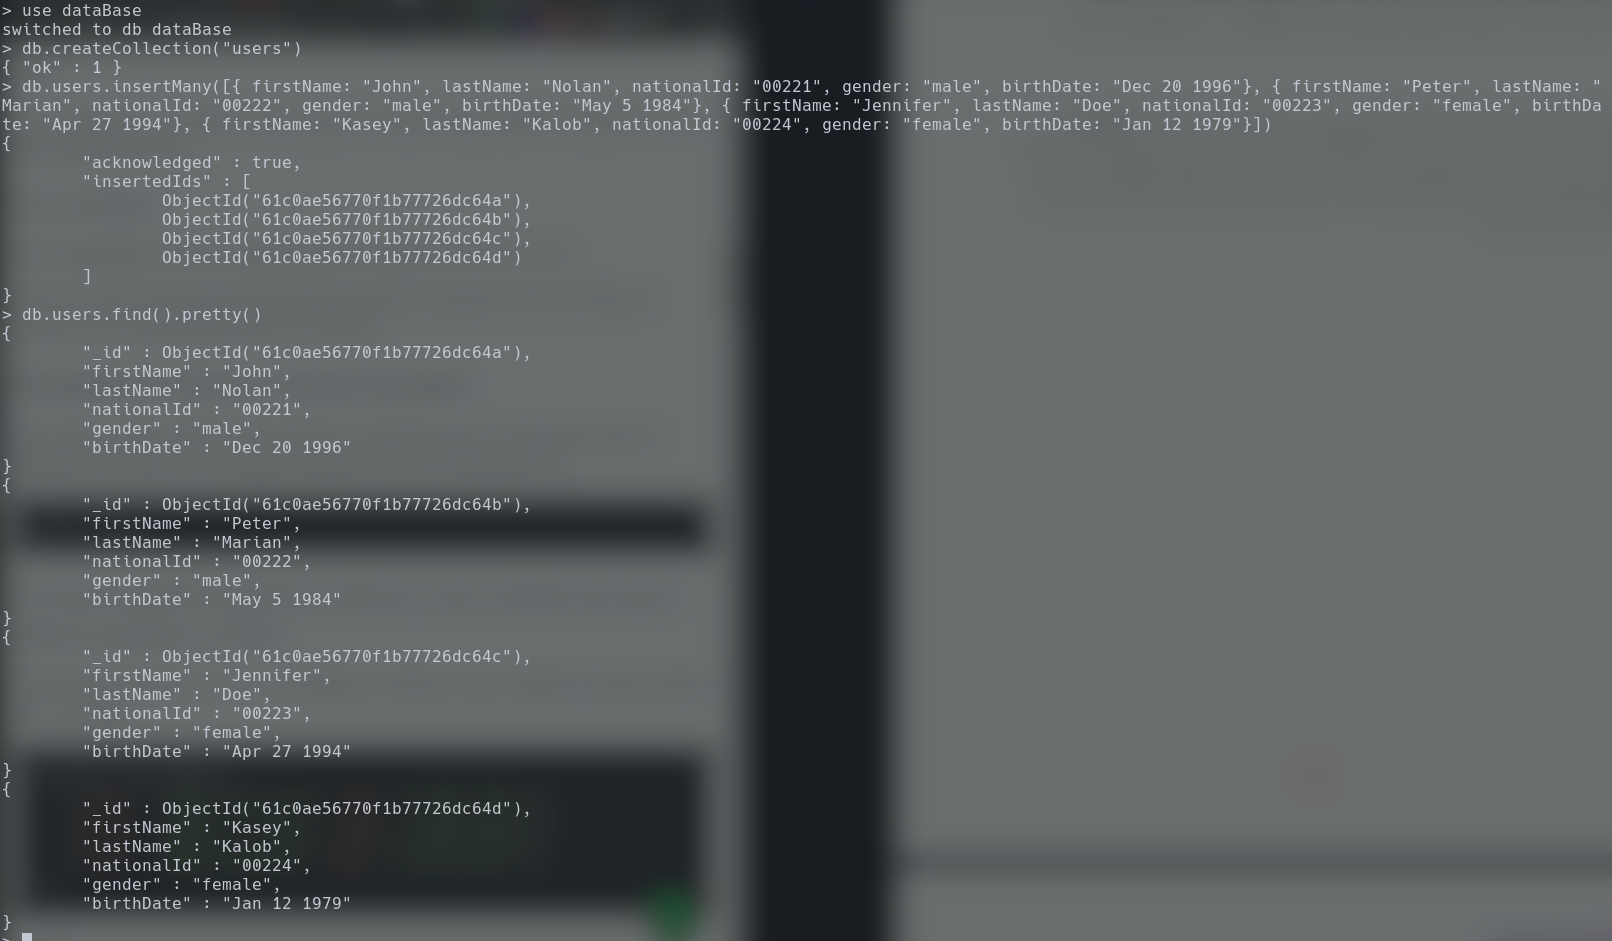 > use dataBase
switched to db dataBase
> db.createCollection("users")
{ "ok" : 1 }
> db.users.insertMany([{ firstName: "John", lastName: "Nolan", nationalId: "00221", gender: "male", birthDate: "Dec 20 1996"}, { firstName: "Peter", lastName: "
Marian", nationalId: "00222", gender: "male", birthDate: "May 5 1984"}, { firstName: "Jennifer", lastName: "Doe", nationalId: "00223", gender: "female", birthDa
te: "Apr 27 1994"}, { firstName: "Kasey", lastName: "Kalob", nationalId: "00224", gender: "female", birthDate: "Jan 12 1979"}])
{
        "acknowledged" : true,
        "insertedIds" : [
                ObjectId("61c0ae56770f1b77726dc64a"),
                ObjectId("61c0ae56770f1b77726dc64b"),
                ObjectId("61c0ae56770f1b77726dc64c"),
                ObjectId("61c0ae56770f1b77726dc64d")
        ]
}
> db.users.find().pretty()
{
        "_id" : ObjectId("61c0ae56770f1b77726dc64a"),
        "firstName" : "John",
        "lastName" : "Nolan",
        "nationalId" : "00221",
        "gender" : "male",
        "birthDate" : "Dec 20 1996"
}
{
        "_id" : ObjectId("61c0ae56770f1b77726dc64b"),
        "firstName" : "Peter",
        "lastName" : "Marian",
        "nationalId" : "00222",
        "gender" : "male",
        "birthDate" : "May 5 1984"
}
{
        "_id" : ObjectId("61c0ae56770f1b77726dc64c"),
        "firstName" : "Jennifer",
        "lastName" : "Doe",
        "nationalId" : "00223",
        "gender" : "female",
        "birthDate" : "Apr 27 1994"
}
{
        "_id" : ObjectId("61c0ae56770f1b77726dc64d"),
        "firstName" : "Kasey",
        "lastName" : "Kalob",
        "nationalId" : "00224",
        "gender" : "female",
        "birthDate" : "Jan 12 1979"
}
>